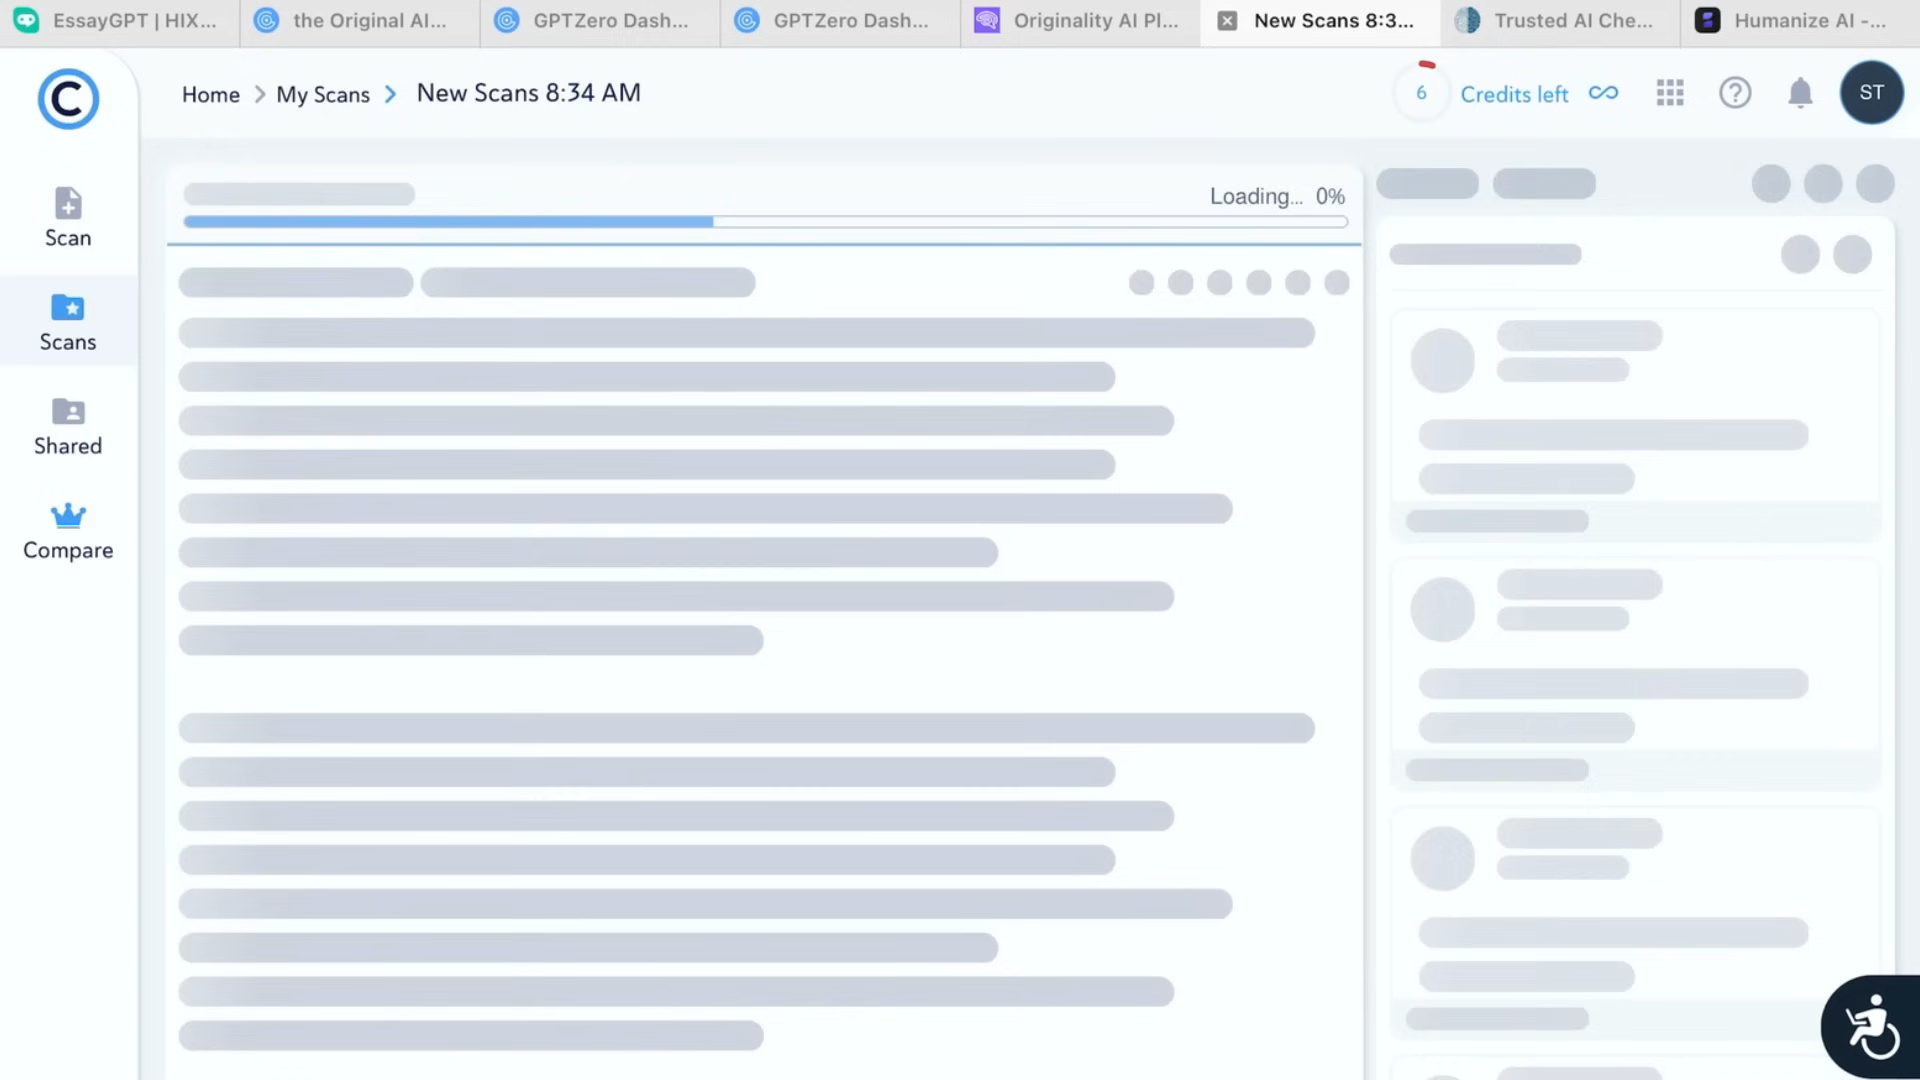 EssayGPT | HIX...
the Original AI...
GPTZero Dash...
GPTZero Dash...
Originality AI Pl...
New Scans 8:3...
Trusted AI Che...
Humanize AI -...
Home > My Scans > New Scans 8:34 AM
6 Credits left
ST
Loading... 0%
Scan
Scans
Shared
Compare